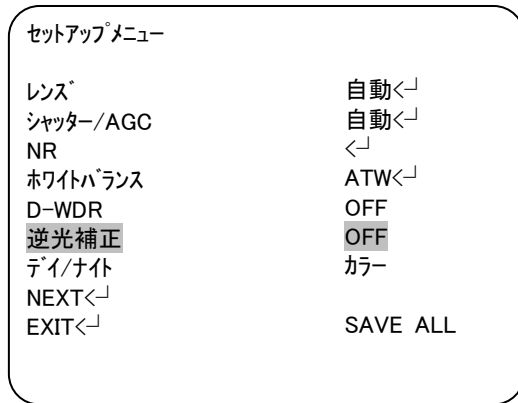 セットアップメニュー
レンズ 自動<┘
シャッター/AGC 自動<┘
NR <┘
ホワイトバランス ATW<┘
D-WDR OFF
逆光補正 OFF
デイ/ナイト カラー
NEXT<┘
EXIT<┘ SAVE ALL